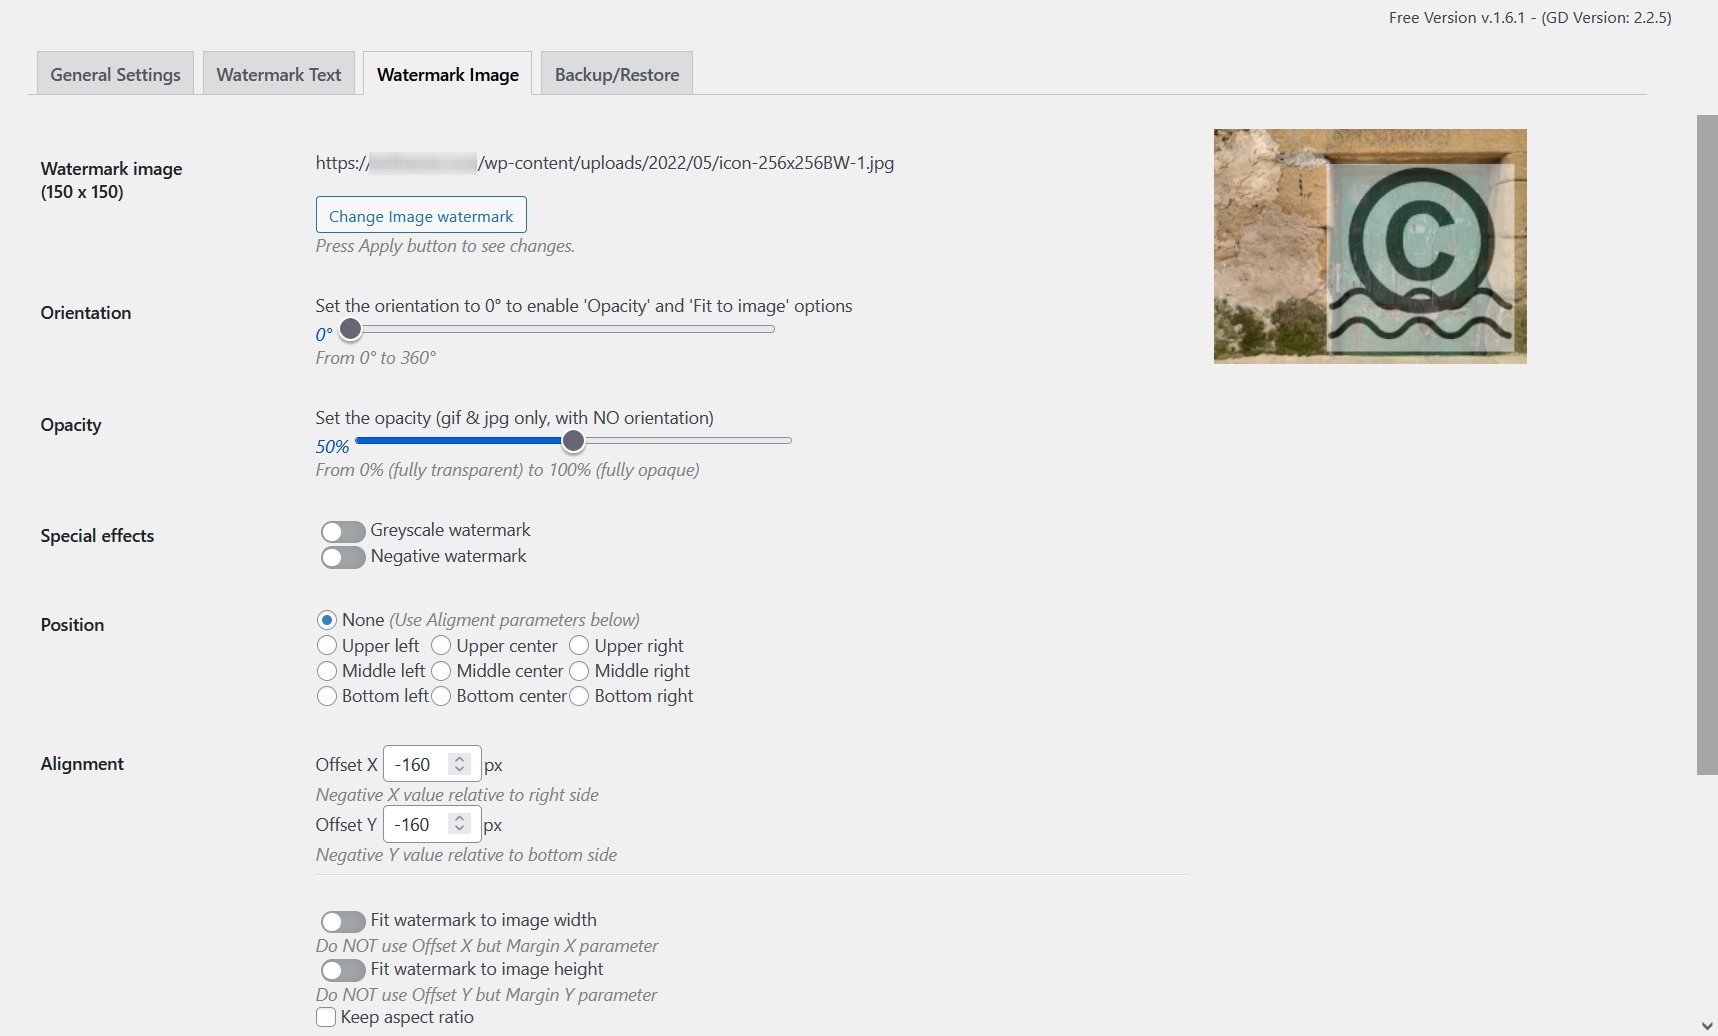 Free Version v.1.6.1 - (GD Version: 2.2.5)
General Settings
Watermark Text
Watermark Image
Backup/Restore
Watermark image
(150 x 150)
https:// /wp-content/uploads/2022/05/icon-256x256BW-1.jpg
Change Image watermark
Press Apply button to see changes.
C
Orientation
Set the orientation to 0° to enable 'Opacity' and 'Fit to image' options
0°
From 0° to 360°
Opacity
Set the opacity (gif & jpg only, with NO orientation)
50%
From 0% (fully transparent) to 100% (fully opaque)
Special effects
Greyscale watermark
Negative watermark
Position
None (Use Aligment parameters below)
Upper left Upper center Upper right
Middle left Middle center Middle right
Bottom left Bottom center Bottom right
Alignment
Offset X -160 px
Negative X value relative to right side
Offset Y -160 px
Negative Y value relative to bottom side
Fit watermark to image width
Do NOT use Offset X but Margin X parameter
Fit watermark to image height
Do NOT use Offset Y but Margin Y parameter
Keep aspect ratio